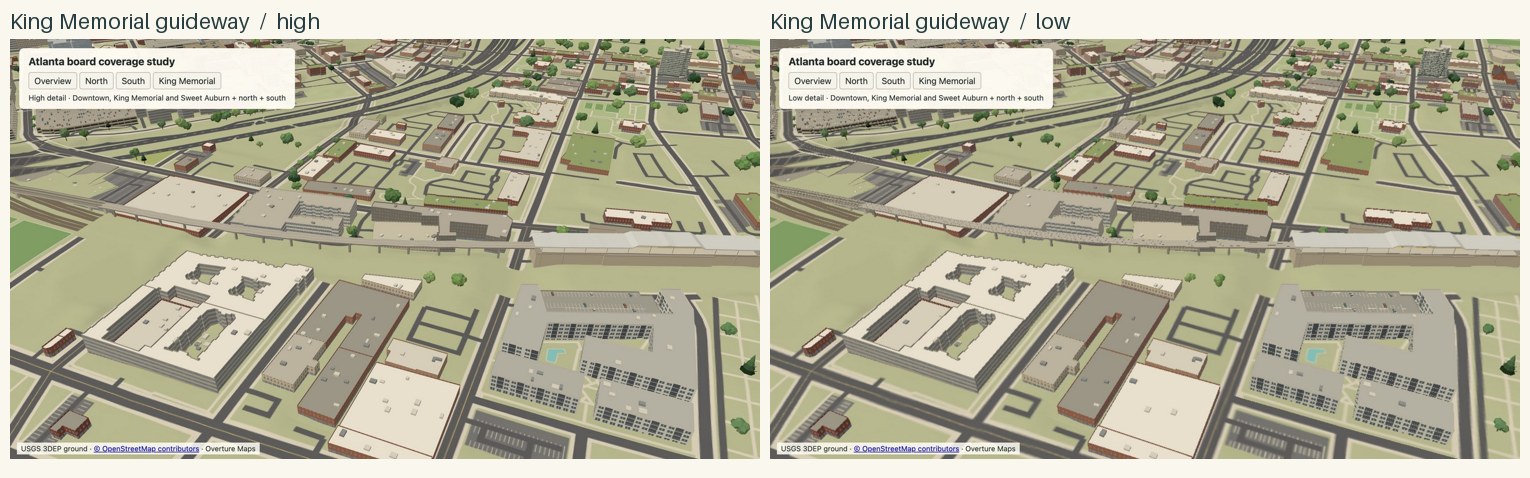 King Memorial guideway / high
Atlanta board coverage study
Overview North South King Memorial
High detail · Downtown, King Memorial and Sweet Auburn + north + south
USGS 3DEP ground · © OpenStreetMap contributors · Overture Maps
King Memorial guideway / low
Atlanta board coverage study
Overview North South King Memorial
Low detail · Downtown, King Memorial and Sweet Auburn + north + south
USGS 3DEP ground · © OpenStreetMap contributors · Overture Maps